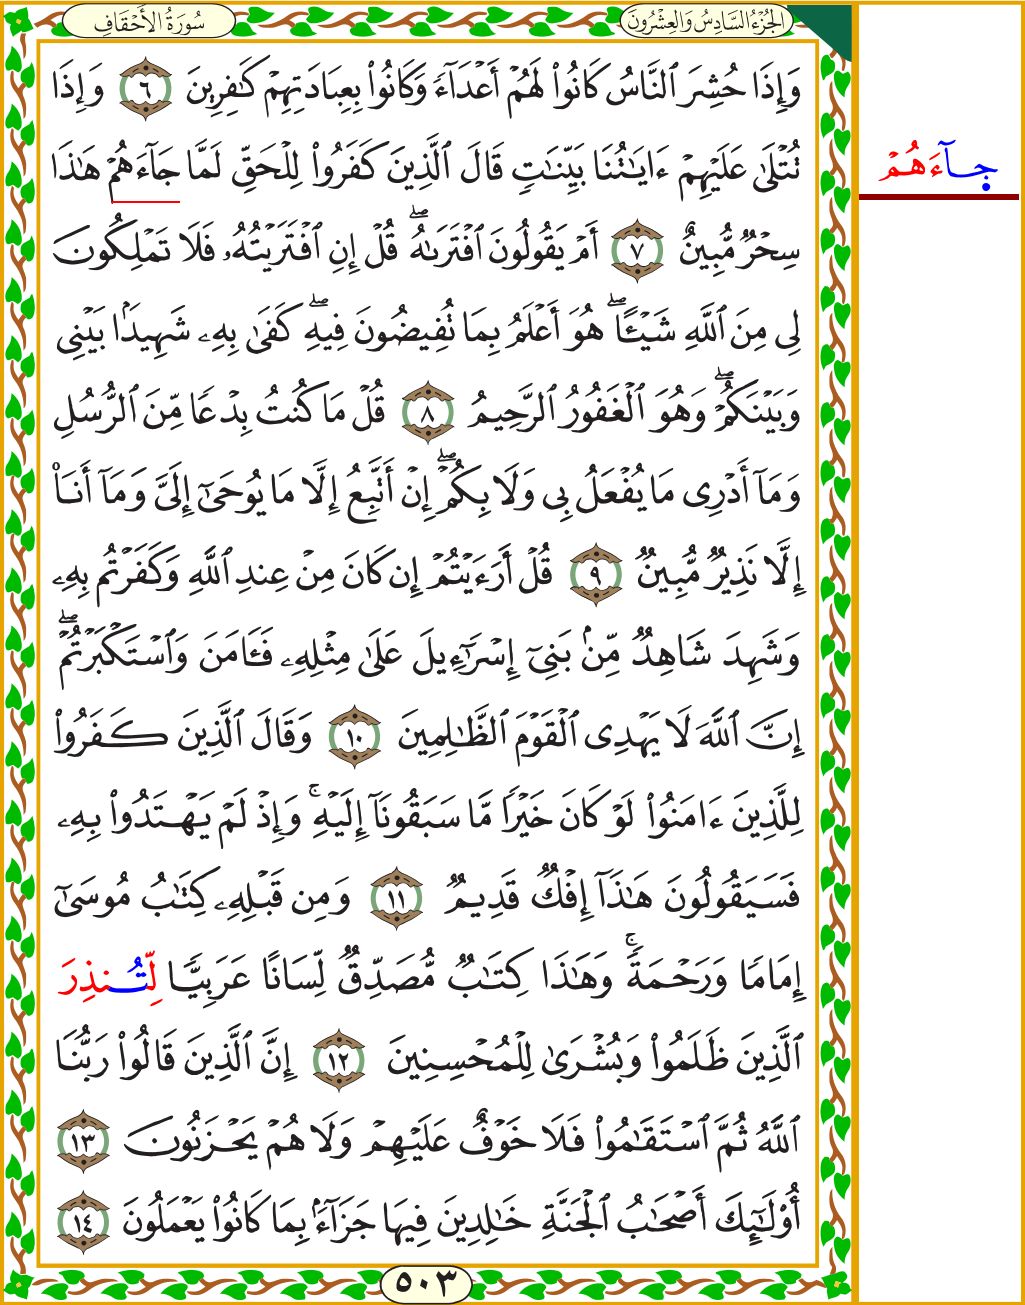 سُورَةُ الأَحْقَافِ
الجُزْءُ السَّادِسُ وَالعِشْرُونَ
وَإِذَا حُشِرَ ٱلنَّاسُ كَانُوا۟ لَهُمْ أَعْدَآءً وَكَانُوا۟ بِعِبَادَتِهِمْ كَـٰفِرِينَ ٦ وَإِذَا
تُتْلَىٰ عَلَيْهِمْ ءَايَـٰتُنَا بَيِّنَـٰتٍ قَالَ ٱلَّذِينَ كَفَرُوا۟ لِلْحَقِّ لَمَّا جَآءَهُمْ هَـٰذَا
سِحْرٌ مُّبِينٌ ٧ أَمْ يَقُولُونَ ٱفْتَرَىٰهُ ۖ قُلْ إِنِ ٱفْتَرَيْتُهُۥ فَلَا تَمْلِكُونَ
لِى مِنَ ٱللَّهِ شَيْـًٔا ۖ هُوَ أَعْلَمُ بِمَا تُفِيضُونَ فِيهِ ۖ كَفَىٰ بِهِۦ شَهِيدًۢا بَيْنِى
وَبَيْنَكُمْ ۖ وَهُوَ ٱلْغَفُورُ ٱلرَّحِيمُ ٨ قُلْ مَا كُنتُ بِدْعًا مِّنَ ٱلرُّسُلِ
وَمَآ أَدْرِى مَا يُفْعَلُ بِى وَلَا بِكُمْ ۖ إِنْ أَتَّبِعُ إِلَّا مَا يُوحَىٰٓ إِلَىَّ وَمَآ أَنَا۠
إِلَّا نَذِيرٌ مُّبِينٌ ٩ قُلْ أَرَءَيْتُمْ إِن كَانَ مِنْ عِندِ ٱللَّهِ وَكَفَرْتُم بِهِۦ
وَشَهِدَ شَاهِدٌ مِّنۢ بَنِىٓ إِسْرَٰٓءِيلَ عَلَىٰ مِثْلِهِۦ فَـَٔامَنَ وَٱسْتَكْبَرْتُمْ ۖ
إِنَّ ٱللَّهَ لَا يَهْدِى ٱلْقَوْمَ ٱلظَّـٰلِمِينَ ١٠ وَقَالَ ٱلَّذِينَ كَفَرُوا۟
لِلَّذِينَ ءَامَنُوا۟ لَوْ كَانَ خَيْرًا مَّا سَبَقُونَآ إِلَيْهِ ۚ وَإِذْ لَمْ يَهْتَدُوا۟ بِهِۦ
فَسَيَقُولُونَ هَـٰذَآ إِفْكٌ قَدِيمٌ ١١ وَمِن قَبْلِهِۦ كِتَـٰبُ مُوسَىٰٓ
إِمَامًا وَرَحْمَةً ۚ وَهَـٰذَا كِتَـٰبٌ مُّصَدِّقٌ لِّسَانًا عَرَبِيًّا لِّتُنذِرَ
ٱلَّذِينَ ظَلَمُوا۟ وَبُشْرَىٰ لِلْمُحْسِنِينَ ١٢ إِنَّ ٱلَّذِينَ قَالُوا۟ رَبُّنَا
ٱللَّهُ ثُمَّ ٱسْتَقَـٰمُوا۟ فَلَا خَوْفٌ عَلَيْهِمْ وَلَا هُمْ يَحْزَنُونَ ١٣
أُو۟لَـٰٓئِكَ أَصْحَـٰبُ ٱلْجَنَّةِ خَـٰلِدِينَ فِيهَا جَزَآءًۢ بِمَا كَانُوا۟ يَعْمَلُونَ ١٤
٥٠٣
جِآءَهُمْ